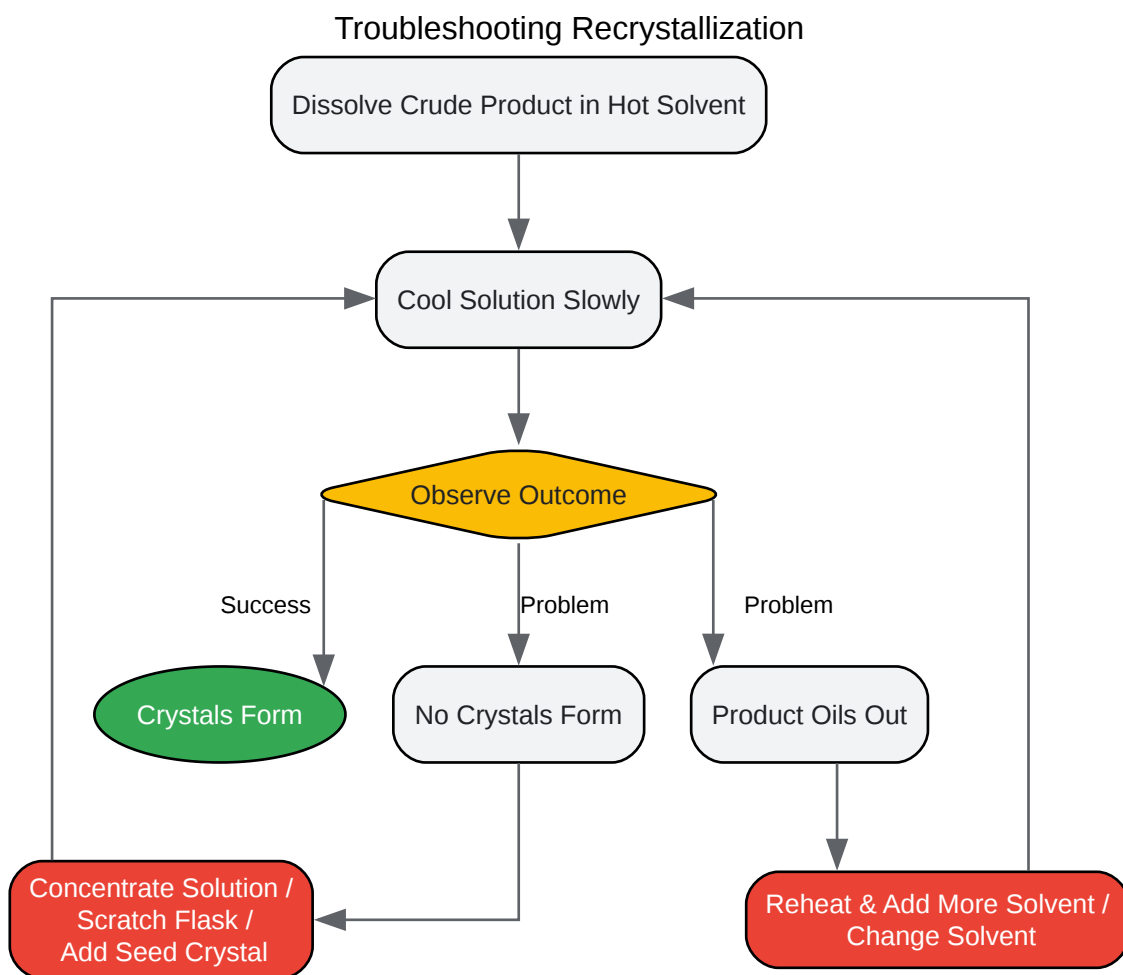 Troubleshooting Recrystallization
Dissolve Crude Product in Hot Solvent
Cool Solution Slowly
Observe Outcome
Success
Problem
Problem
Crystals Form
No Crystals Form
Product Oils Out
Concentrate Solution /
Scratch Flask /
Add Seed Crystal
Reheat & Add More Solvent /
Change Solvent